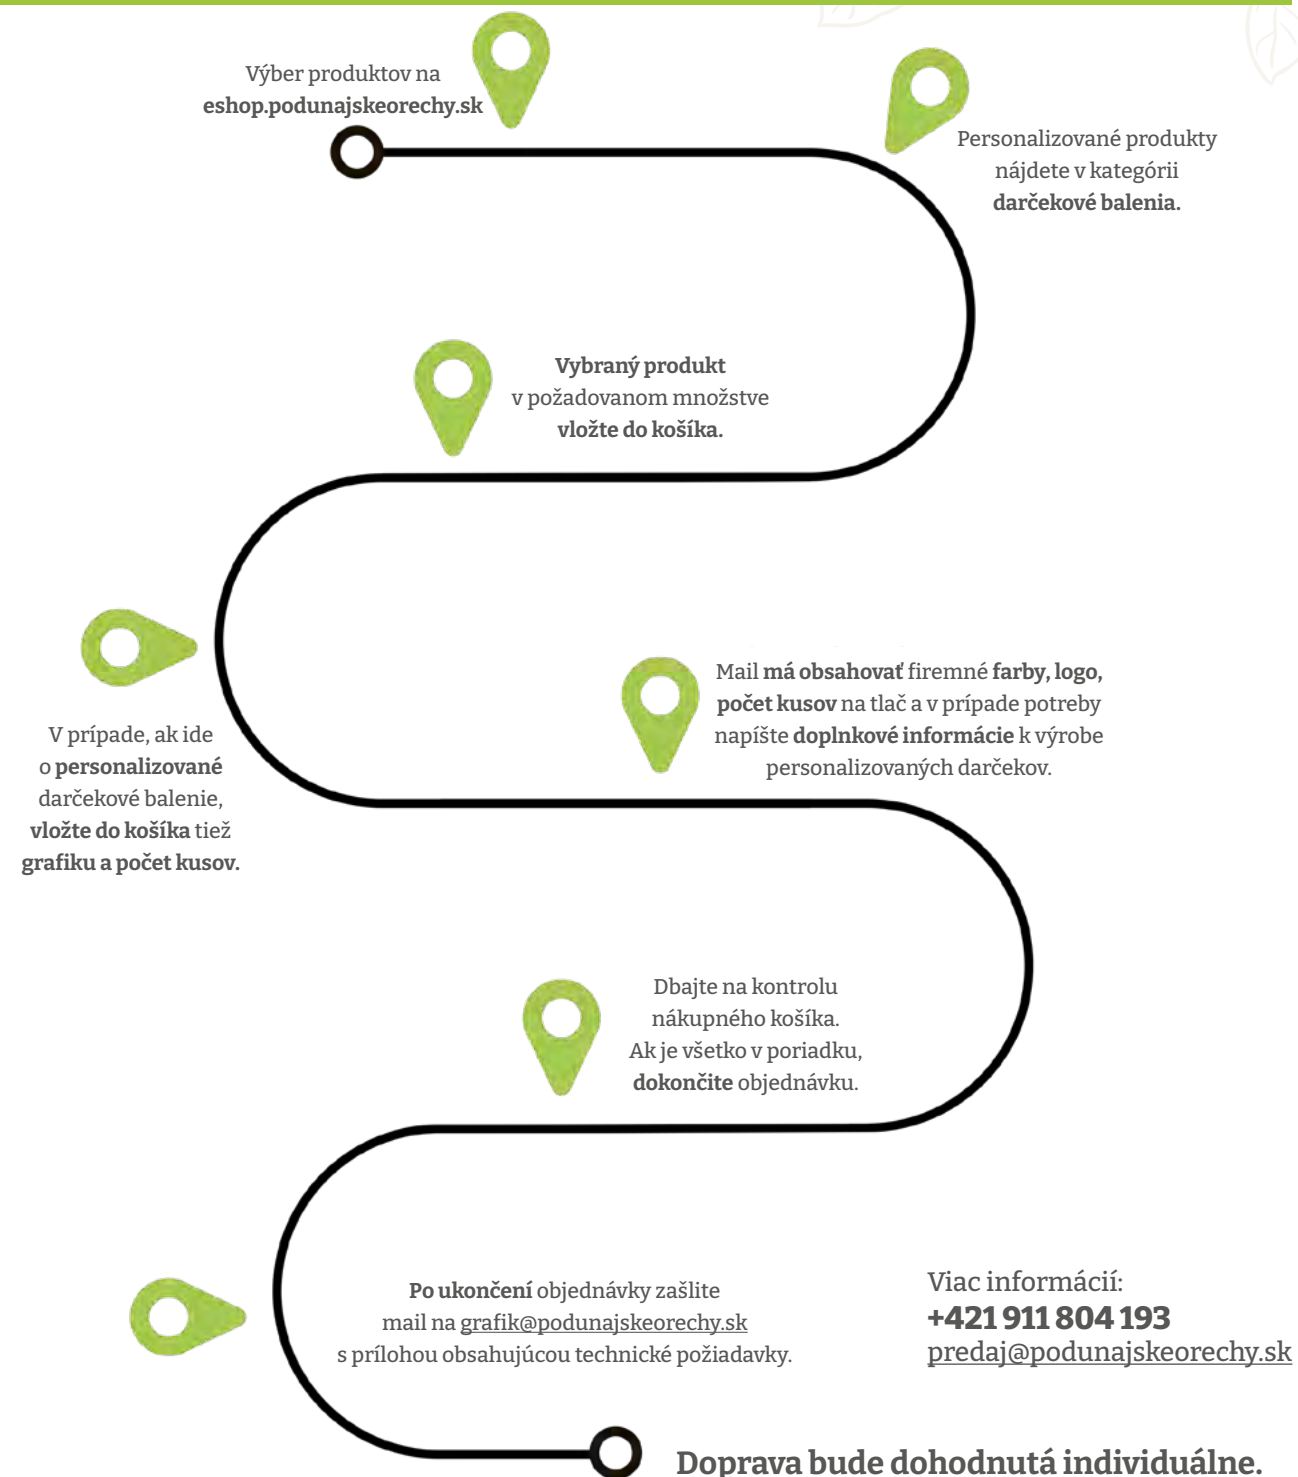 Výber produktov na
eshop.podunajskeorechy.sk
Personalizované produkty
nájdete v kategórii
darčekové balenia.
Vybraný produkt
v požadovanom množstve
vložte do košíka.
V prípade, ak ide
o personalizované
darčekové balenie,
vložte do košíka tiež
grafiku a počet kusov.
Mail má obsahovať firemné farby, logo,
počet kusov na tlač a v prípade potreby
napíšte doplnkové informácie k výrobe
personalizovaných darčekov.
Dbajte na kontrolu
nákupného košíka.
Ak je všetko v poriadku,
dokončite objednávku.
Po ukončení objednávky zašlite
mail na grafik@podunajskeorechy.sk
s prílohou obsahujúcou technické požiadavky.
Viac informácií:
+421 911 804 193
predaj@podunajskeorechy.sk
Doprava bude dohodnutá individuálne.